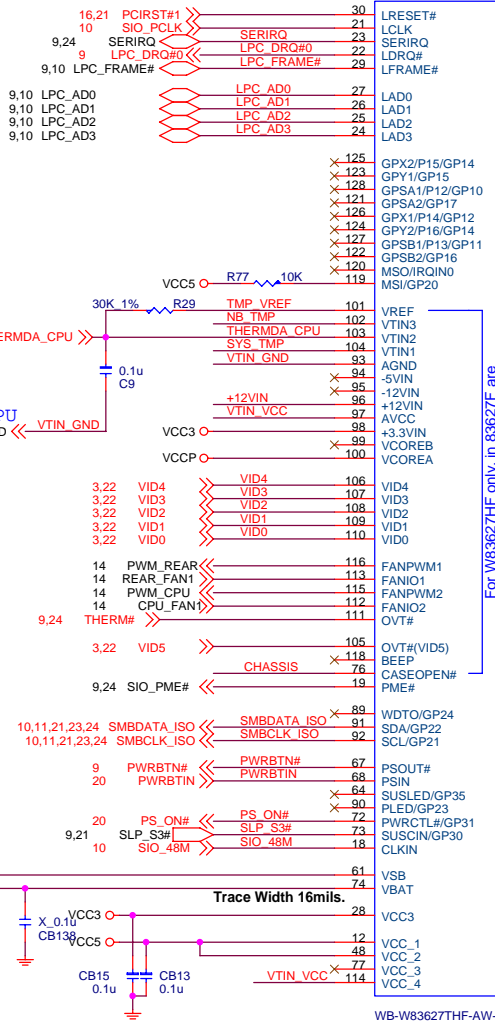 16,21 PCIRST#1 30 LRESET#
10 SIO_PCLK 21 LCLK
9,24 SERIRQ SERIRQ 23 SERIRQ
9 LPC_DRQ#0 LPC_DRQ#0 22 LDRQ#
9,10 LPC_FRAME# LPC_FRAME# 29 LFRAME#
9,10 LPC_AD0 LPC_AD0 27 LAD0
9,10 LPC_AD1 LPC_AD1 26 LAD1
9,10 LPC_AD2 LPC_AD2 25 LAD2
9,10 LPC_AD3 LPC_AD3 24 LAD3
125 GPX2/P15/GP14
123 GPY1/GP15
128 GPSA1/P12/GP10
121 GPSA2/GP17
126 GPX1/P14/GP12
124 GPY2/P16/GP14
127 GPSB1/P13/GP11
122 GPSB2/GP16
120 MSO/IRQIN0
VCC5 R77 10K 119 MSI/GP20
30K_1% R29 TMP_VREF 101 VREF
NB_TMP 102 VTIN3
ERMDA_CPU THERMDA_CPU 103 VTIN2
SYS_TMP 104 VTIN1
VTIN_GND 93 AGND
0.1u
C9
94 -5VIN
95 -12VIN
+12VIN 96 +12VIN
VTIN_VCC 97 AVCC
PU
D VTIN_GND
VCC3 98 +3.3VIN
99 VCOREB
VCCP 100 VCOREA
For W83627HF only, in 83627F are
3,22 VID4 VID4 106 VID4
3,22 VID3 VID3 107 VID3
3,22 VID2 VID2 108 VID2
3,22 VID1 VID1 109 VID1
3,22 VID0 VID0 110 VID0
14 PWM_REAR 116 FANPWM1
14 REAR_FAN1 113 FANIO1
14 PWM_CPU 115 FANPWM2
14 CPU_FAN1 112 FANIO2
9,24 THERM# 111 OVT#
3,22 VID5 105 OVT#(VID5)
118 BEEP
CHASSIS 76 CASEOPEN#
9,24 SIO_PME# 19 PME#
89 WDTO/GP24
10,11,21,23,24 SMBDATA_ISO SMBDATA_ISO 91 SDA/GP22
10,11,21,23,24 SMBCLK_ISO SMBCLK_ISO 92 SCL/GP21
9 PWRBTN# PWRBTN# 67 PSOUT#
20 PWRBTIN PWRBTIN 68 PSIN
64 SUSLED/GP35
90 PLED/GP23
20 PS_ON# PS_ON# 72 PWRCTL#/GP31
9,21 SLP_S3# SLP_S3# 73 SUSCIN/GP30
10 SIO_48M SIO_48M 18 CLKIN
61 VSB
74 VBAT
Trace Width 16mils.
X_0.1u
CB138
VCC3 28 VCC3
VCC5 12 VCC_1
48 VCC_2
77 VCC_3
VTIN_VCC 114 VCC_4
CB15
0.1u
CB13
0.1u
WB-W83627THF-AW-